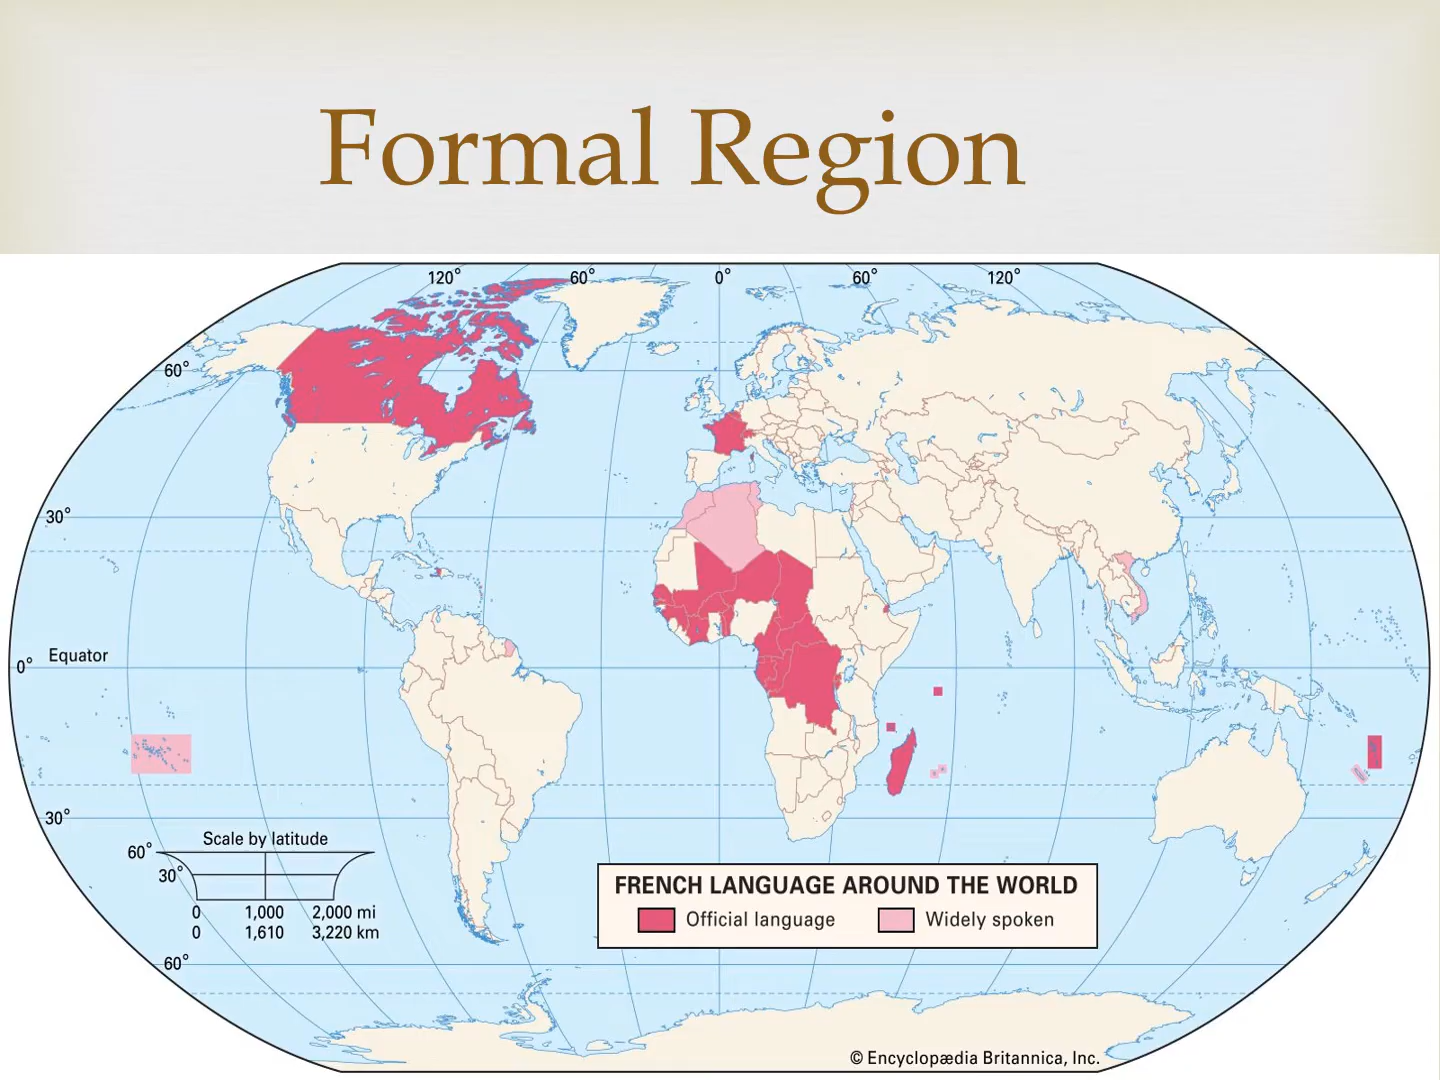 Formal Region
120° 60° 0° 60° 120°
60°
30°
0° Equator
30°
Scale by latitude
60°
30°
0 1,000 2,000 mi
0 1,610 3,220 km
FRENCH LANGUAGE AROUND THE WORLD
Official language Widely spoken
60°
© Encyclopædia Britannica, Inc.